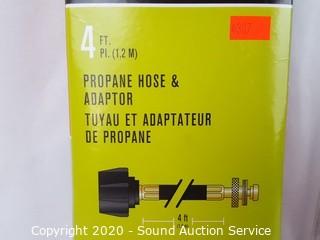 4 FT.
PI. (1.2 M)
PROPANE HOSE &
ADAPTOR
TUYAU ET ADAPTATEUR
DE PROPANE
4 ft
Copyright 2020 - Sound Auction Service